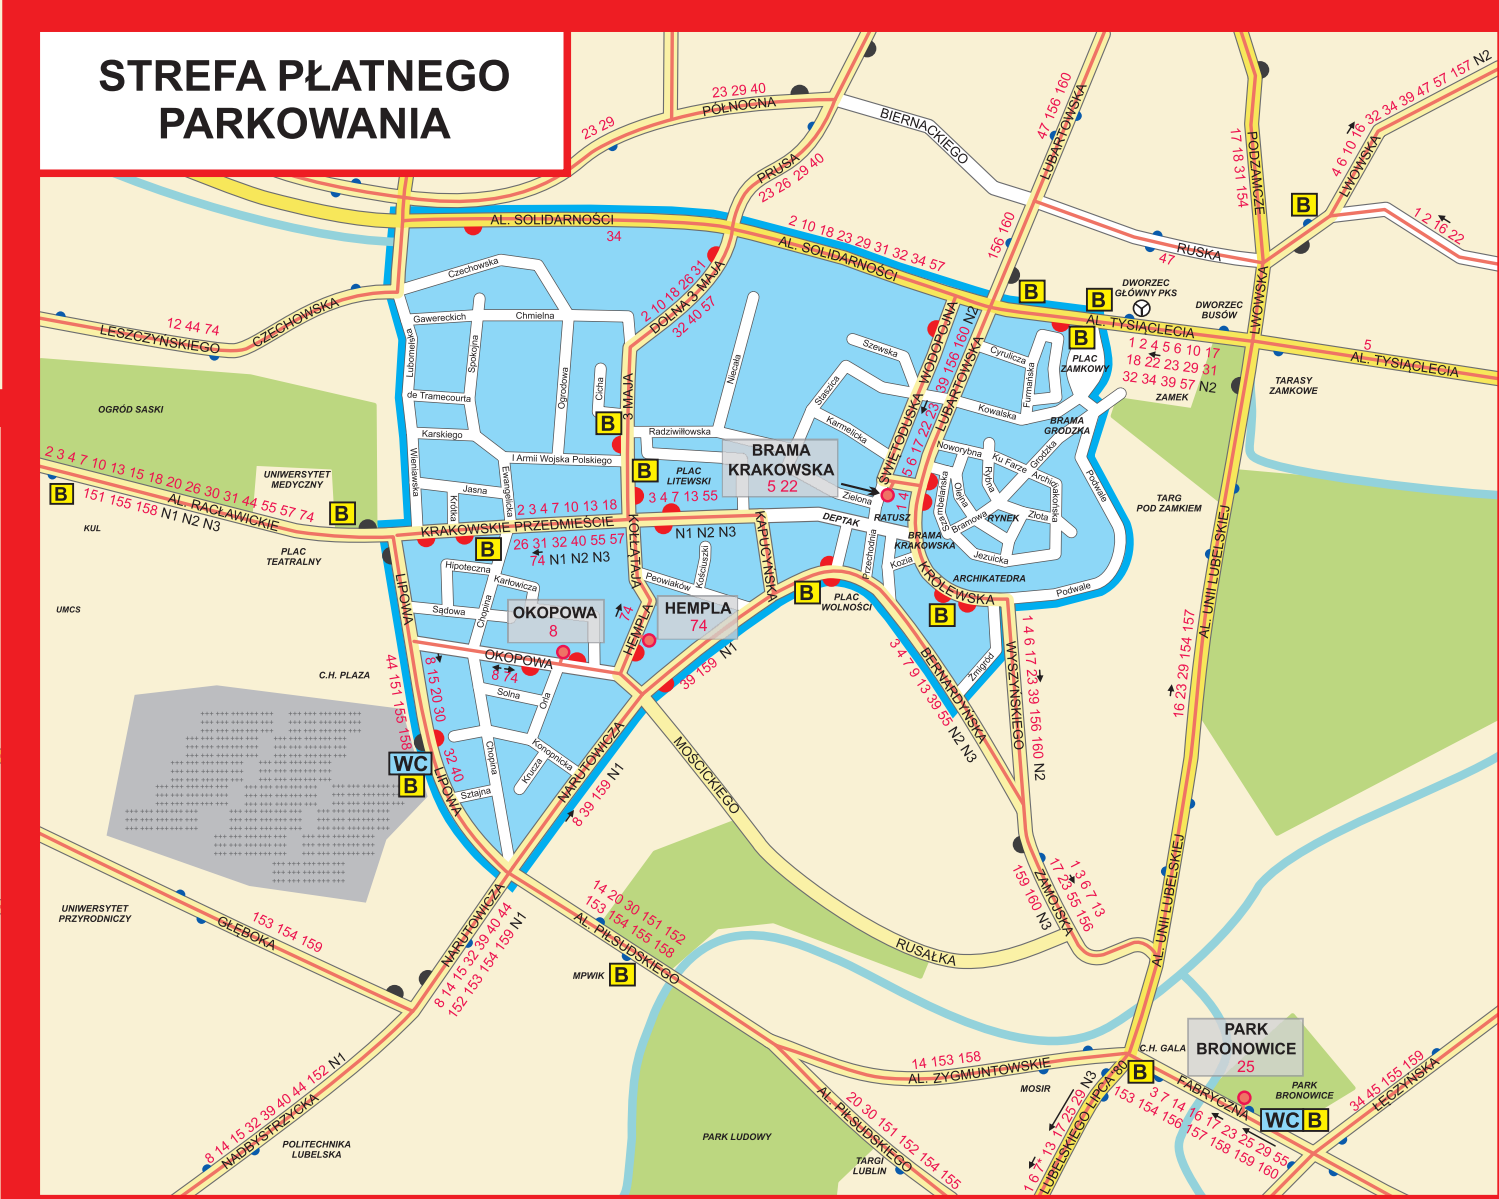 STREFA PŁATNEGO
PARKOWANIA
23 29 40
PÓŁNOCNA
23 29
PRUSA
23 26 29 40
BIERNACKIEGO
47 156 160
LUBARTOWSKA
17 18 31 154
PODZAMCZE
4 6 10 16 32 34 39 47 57 157 N2
LWOWSKA
B
1 2 16 22
RUSKA
47
156 160
AL. SOLIDARNOŚCI
34
2 10 18 23 29 31 32 34 57
AL. SOLIDARNOŚCI
2 10 18 26 31
DOLNA 3 MAJA
32 40 57
Czechowska
12 44 74
LESZCZYŃSKIEGO
CZECHOWSKA
B
B
DWORZEC
GŁÓWNY PKS
DWORZEC
BUSÓW
AL. TYSIĄCLECIA
LWOWSKA
5
AL. TYSIĄCLECIA
1 2 4 5 6 10 17
18 22 23 29 31
32 34 39 57 N2
ZAMEK
B
PLAC
ZAMKOWY
TARASY
ZAMKOWE
Gawereckich
Chmielna
Lubomelska
Spokojna
Ogrodowa
Cicha
3 MAJA
Niecała
Szewska
WODOPOJNA
39 156 160 N2
LUBARTOWSKA
Cyrulicza
Furmańska
Kowalska
BRAMA
GRODZKA
OGRÓD SASKI
de Tramecourta
Karskiego
I Armii Wojska Polskiego
Radziwiłłowska
Staszica
Karmelicka
ŚWIĘTODUSKA
5 6 17 22 23
B
B
PLAC
LITEWSKI
3 4 7 13 55
BRAMA
KRAKOWSKA
5 22
Zielona
RATUSZ
1 4
Noworybna
Ku Farze
Grodzka
Archidiakońska
Rybna
Olejna
Szambelańska
Bramowa
RYNEK
Złota
Jezuicka
Podwale
BRAMA
KRAKOWSKA
ARCHIKATEDRA
Podwale
2 3 4 7 10 13 15 18 20 26 30 31 44 55 57 74
AL. RACŁAWICKIE
151 155 158 N1 N2 N3
B
KUL
UNIWERSYTET
MEDYCZNY
B
PLAC
TEATRALNY
UMCS
Wieniawska
Jasna
Krótka
Ewangelicka
2 3 4 7 10 13 18
KRAKOWSKIE PRZEDMIEŚCIE
26 31 32 40 55 57
74 N1 N2 N3
B
N1 N2 N3
KOŁŁĄTAJA
KAPUCYŃSKA
DEPTAK
Przechodnia
Kozia
Kościuszki
Peowiaków
B
PLAC
WOLNOŚCI
KRÓLEWSKA
B
TARG
POD ZAMKIEM
AL. UNII LUBELSKIEJ
LIPOWA
Hipoteczna
Karłowicza
Chopina
Sądowa
OKOPOWA
8
HEMPLA
74
74
HEMPLA
OKOPOWA
8 74
39 159 N1
3 4 7 9 13 39 55 N2 N3
BERNARDYŃSKA
Żmigród
1 4 6 17 23 39 156 160 N2
WYSZYŃSKIEGO
16 23 29 154 157
C.H. PLAZA
44 151 155 158
8 15 20 30
32 40
LIPOWA
WC
B
Solna
Orla
Chopina
Konopnicka
Krucza
Sztajna
NARUTOWICZA
8 39 159 N1
MOŚCICKIEGO
RUSAŁKA
1 3 6 7 13
17 23 55 156
ZAMOJSKA
159 160 N3
AL. UNII LUBELSKIEJ
UNIWERSYTET
PRZYRODNICZY
153 154 159
GŁĘBOKA
NARUTOWICZA
8 14 15 32 39 40 44
152 153 154 159 N1
14 20 30 151 152
153 154 155 158
AL. PIŁSUDSKIEGO
MPWIK
B
8 14 15 32 39 40 44 152 N1
NADBYSTRZYCKA
POLITECHNIKA
LUBELSKA
PARK LUDOWY
14 153 158
AL. ZYGMUNTOWSKIE
MOSIR
20 30 151 152 154 155
AL. PIŁSUDSKIEGO
TARGI
LUBLIN
1 6 7* 13 17 25 29 N3
LUBELSKIEGO LIPCA '80
C.H. GALA
B
PARK
BRONOWICE
25
FABRYCZNA
3 7 14 16 17 23 25 29 55
153 154 156 157 158 159 160
WC
B
PARK
BRONOWICE
34 45 155 159
ŁĘCZYŃSKA